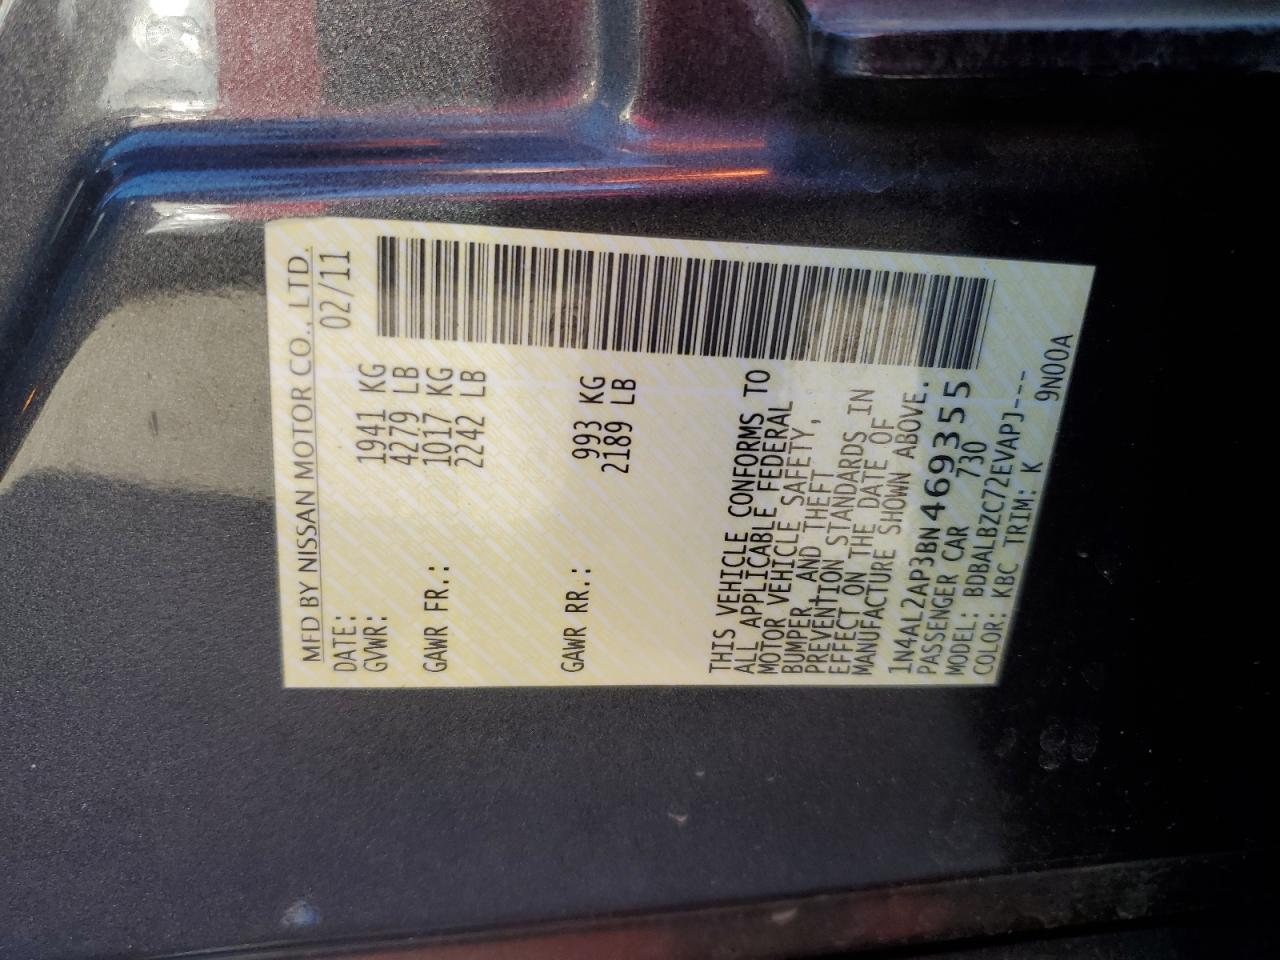 MFD BY NISSAN MOTOR CO., LTD.
DATE: 02/11
GVWR: 1941 KG
4279 LB
GAWR FR.: 1017 KG
2242 LB
GAWR RR.: 993 KG
2189 LB
THIS VEHICLE CONFORMS TO
ALL APPLICABLE FEDERAL
MOTOR VEHICLE SAFETY,
BUMPER, AND THEFT
PREVENTION STANDARDS IN
EFFECT ON THE DATE OF
MANUFACTURE SHOWN ABOVE.
1N4AL2AP3BN469355
PASSENGER CAR 730
MODEL: BDBALBZC72EVAPJ---
COLOR: KBC TRIM: K 9N00A